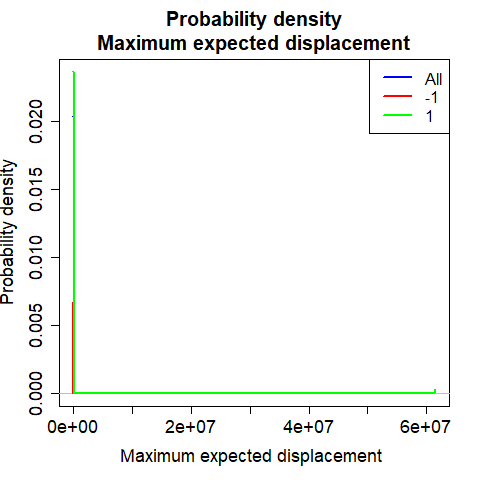 Probability density
Maximum expected displacement
All
-1
1
Probability density
0.020
0.015
0.010
0.005
0.000
0e+00
2e+07
4e+07
6e+07
Maximum expected displacement